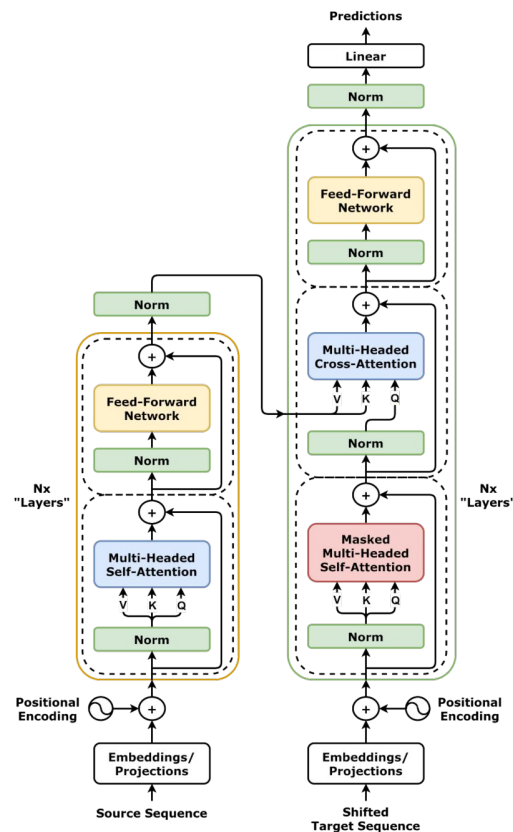 Predictions
Linear
Norm
+
Feed-Forward
Network
Norm
+
Multi-Headed
Cross-Attention
V K Q
Norm
+
Masked
Multi-Headed
Self-Attention
V K Q
Norm
Nx
"Layers"
+
Positional
Encoding
Embeddings/
Projections
Shifted
Target Sequence
Norm
+
Feed-Forward
Network
Norm
+
Multi-Headed
Self-Attention
V K Q
Norm
Nx
"Layers"
Positional
Encoding
+
Embeddings/
Projections
Source Sequence